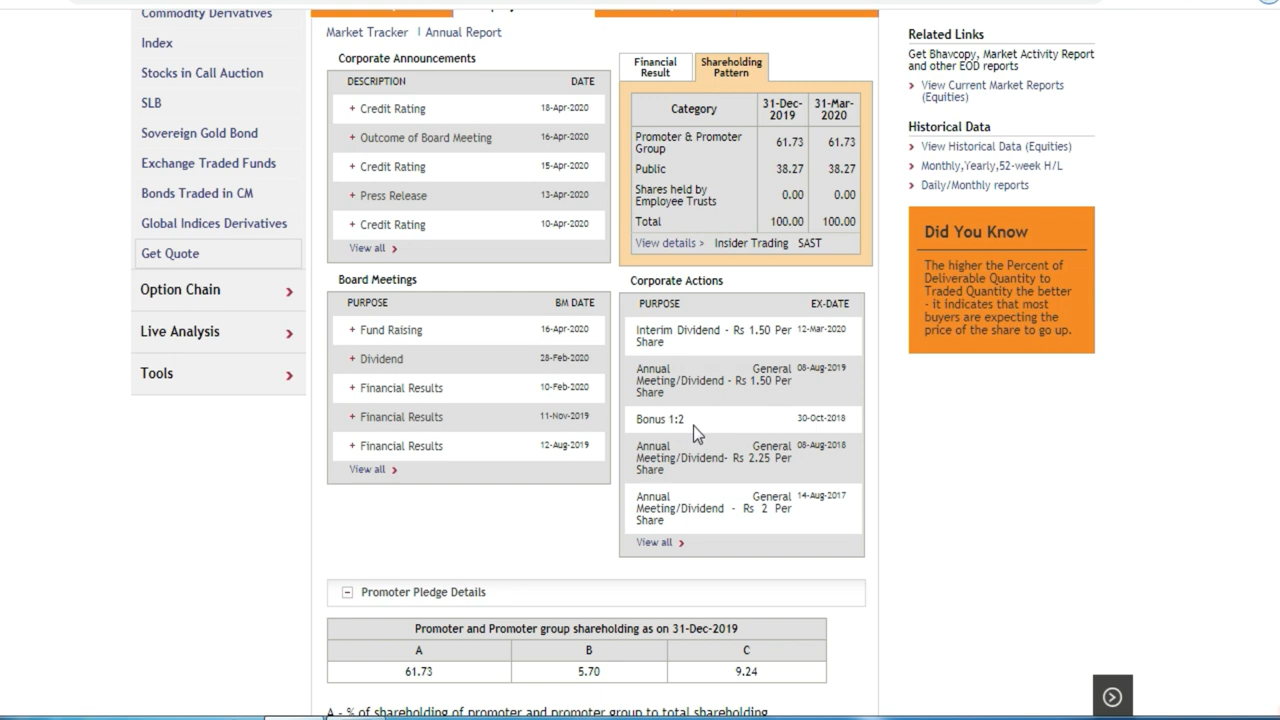 Commodity Derivatives
Index
Stocks in Call Auction
SLB
Sovereign Gold Bond
Exchange Traded Funds
Bonds Traded in CM
Global Indices Derivatives
Get Quote
Option Chain
Live Analysis
Tools
Market Tracker | Annual Report
Corporate Announcements
DESCRIPTION DATE
+ Credit Rating 18-Apr-2020
+ Outcome of Board Meeting 16-Apr-2020
+ Credit Rating 15-Apr-2020
+ Press Release 13-Apr-2020
+ Credit Rating 10-Apr-2020
View all
Financial
Result
Shareholding
Pattern
Category 31-Dec-2019 31-Mar-2020
Promoter & Promoter
Group 61.73 61.73
Public 38.27 38.27
Shares held by
Employee Trusts 0.00 0.00
Total 100.00 100.00
View details > Insider Trading SAST
Board Meetings
PURPOSE BM DATE
+ Fund Raising 16-Apr-2020
+ Dividend 28-Feb-2020
+ Financial Results 10-Feb-2020
+ Financial Results 11-Nov-2019
+ Financial Results 12-Aug-2019
View all
Corporate Actions
PURPOSE EX-DATE
Interim Dividend - Rs 1.50 Per 12-Mar-2020
Share
Annual General 08-Aug-2019
Meeting/Dividend - Rs 1.50 Per
Share
Bonus 1:2 30-Oct-2018
Annual General 08-Aug-2018
Meeting/Dividend- Rs 2.25 Per
Share
Annual General 14-Aug-2017
Meeting/Dividend - Rs 2 Per
Share
View all
Promoter Pledge Details
Promoter and Promoter group shareholding as on 31-Dec-2019
A B C
61.73 5.70 9.24
A - % of shareholding of promoter and promoter group to total shareholding
Related Links
Get Bhavcopy, Market Activity Report
and other EOD reports
View Current Market Reports
(Equities)
Historical Data
View Historical Data (Equities)
Monthly,Yearly,52-week H/L
Daily/Monthly reports
Did You Know
The higher the Percent of
Deliverable Quantity to
Traded Quantity the better
- it indicates that most
buyers are expecting the
price of the share to go up.